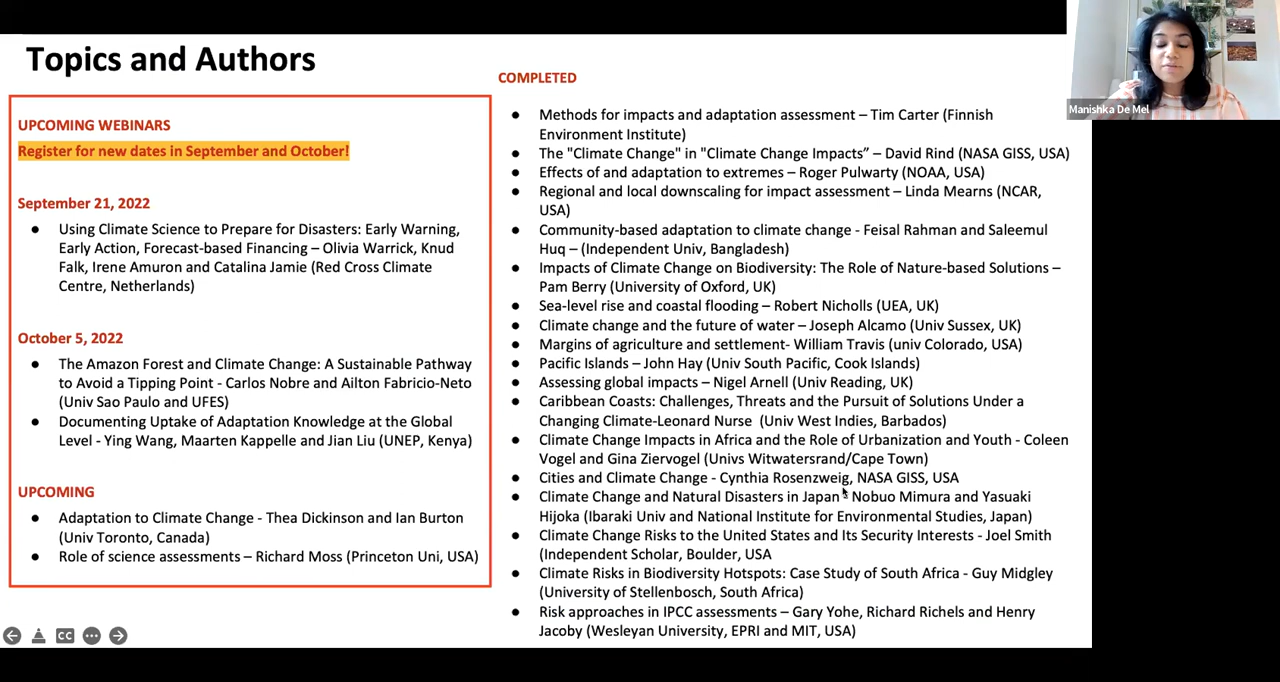 Topics and Authors
UPCOMING WEBINARS
Register for new dates in September and October!
September 21, 2022
● Using Climate Science to Prepare for Disasters: Early Warning,
Early Action, Forecast-based Financing – Olivia Warrick, Knud
Falk, Irene Amuron and Catalina Jamie (Red Cross Climate
Centre, Netherlands)
October 5, 2022
● The Amazon Forest and Climate Change: A Sustainable Pathway
to Avoid a Tipping Point - Carlos Nobre and Ailton Fabricio-Neto
(Univ Sao Paulo and UFES)
● Documenting Uptake of Adaptation Knowledge at the Global
Level - Ying Wang, Maarten Kappelle and Jian Liu (UNEP, Kenya)
UPCOMING
● Adaptation to Climate Change - Thea Dickinson and Ian Burton
(Univ Toronto, Canada)
● Role of science assessments – Richard Moss (Princeton Uni, USA)
COMPLETED
● Methods for impacts and adaptation assessment – Tim Carter (Finnish
Environment Institute)
● The "Climate Change" in "Climate Change Impacts” – David Rind (NASA GISS, USA)
● Effects of and adaptation to extremes – Roger Pulwarty (NOAA, USA)
● Regional and local downscaling for impact assessment – Linda Mearns (NCAR,
USA)
● Community-based adaptation to climate change - Feisal Rahman and Saleemul
Huq – (Independent Univ, Bangladesh)
● Impacts of Climate Change on Biodiversity: The Role of Nature-based Solutions –
Pam Berry (University of Oxford, UK)
● Sea-level rise and coastal flooding – Robert Nicholls (UEA, UK)
● Climate change and the future of water – Joseph Alcamo (Univ Sussex, UK)
● Margins of agriculture and settlement- William Travis (univ Colorado, USA)
● Pacific Islands – John Hay (Univ South Pacific, Cook Islands)
● Assessing global impacts – Nigel Arnell (Univ Reading, UK)
● Caribbean Coasts: Challenges, Threats and the Pursuit of Solutions Under a
Changing Climate-Leonard Nurse (Univ West Indies, Barbados)
● Climate Change Impacts in Africa and the Role of Urbanization and Youth - Coleen
Vogel and Gina Ziervogel (Univs Witwatersrand/Cape Town)
● Cities and Climate Change - Cynthia Rosenzweig, NASA GISS, USA
● Climate Change and Natural Disasters in Japan - Nobuo Mimura and Yasuaki
Hijoka (Ibaraki Univ and National Institute for Environmental Studies, Japan)
● Climate Change Risks to the United States and Its Security Interests - Joel Smith
(Independent Scholar, Boulder, USA
● Climate Risks in Biodiversity Hotspots: Case Study of South Africa - Guy Midgley
(University of Stellenbosch, South Africa)
● Risk approaches in IPCC assessments – Gary Yohe, Richard Richels and Henry
Jacoby (Wesleyan University, EPRI and MIT, USA)
Manishka De Mel
CC